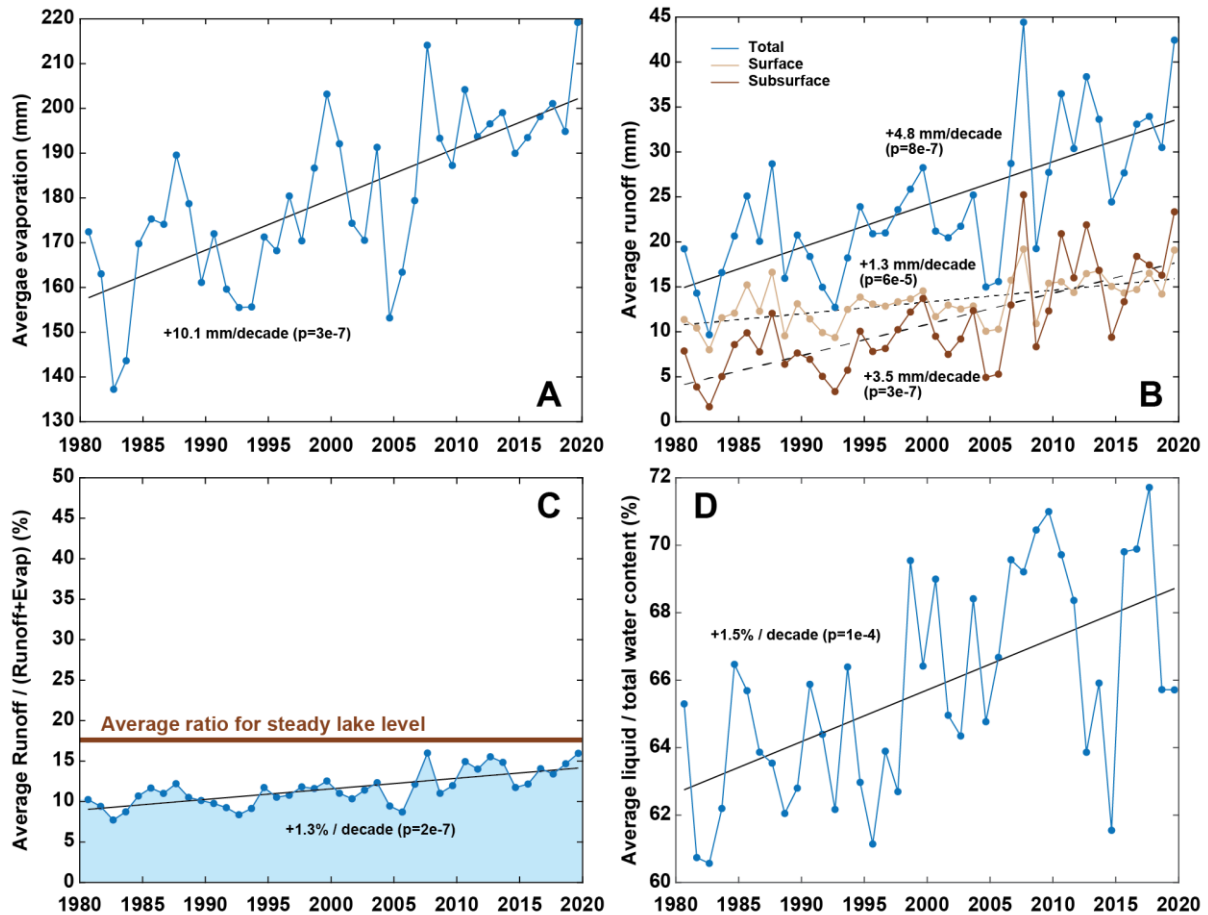 Avergae evaporation (mm)
220
210
200
190
180
170
160
150
140
130
+10.1 mm/decade (p=3e-7)
A
1980 1985 1990 1995 2000 2005 2010 2015 2020
Average runoff (mm)
45
40
35
30
25
20
15
10
5
0
Total
Surface
Subsurface
+4.8 mm/decade
(p=8e-7)
+1.3 mm/decade
(p=6e-5)
+3.5 mm/decade
(p=3e-7)
B
1980 1985 1990 1995 2000 2005 2010 2015 2020
Average Runoff / (Runoff+Evap) (%)
50
45
40
35
30
25
20
15
10
5
0
C
Average ratio for steady lake level
+1.3% / decade (p=2e-7)
1980 1985 1990 1995 2000 2005 2010 2015 2020
Average liquid / total water content (%)
72
70
68
66
64
62
60
D
+1.5% / decade (p=1e-4)
1980 1985 1990 1995 2000 2005 2010 2015 2020